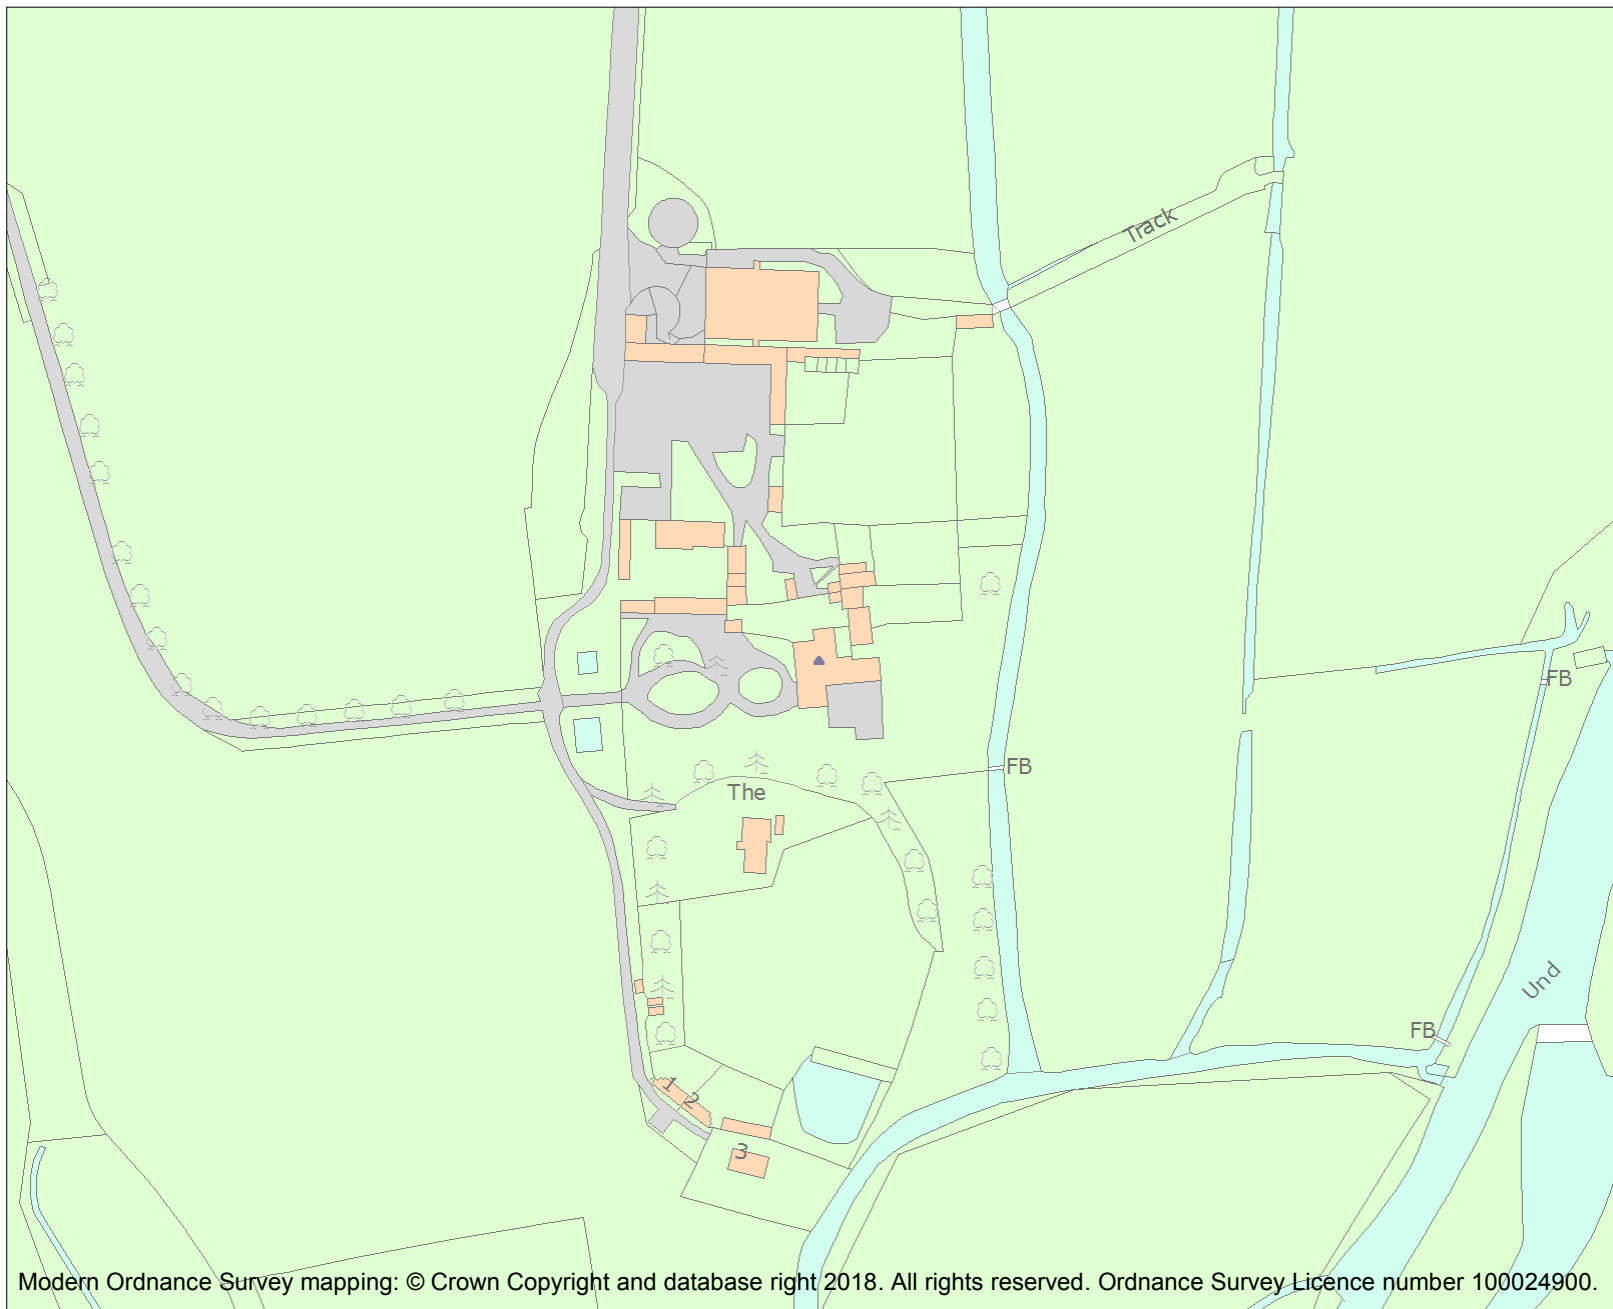 Track
FB
FB
The
Und
FB
1
2
3
Modern Ordnance Survey mapping: © Crown Copyright and database right 2018. All rights reserved. Ordnance Survey Licence number 100024900.